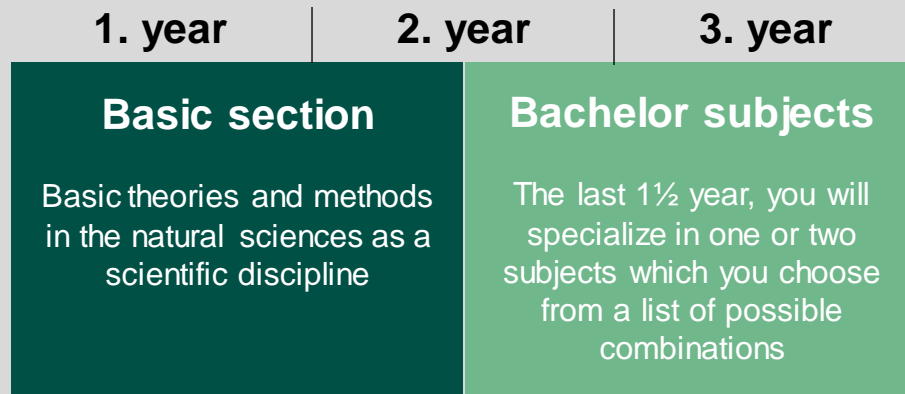 1. year 2. year 3. year
Basic section
Basic theories and methods
in the natural sciences as a
scientific discipline
Bachelor subjects
The last 1½ year, you will
specialize in one or two
subjects which you choose
from a list of possible
combinations